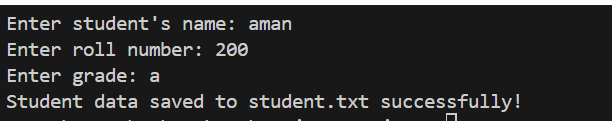 Enter student's name: aman
Enter roll number: 200
Enter grade: a
Student data saved to student.txt successfully!